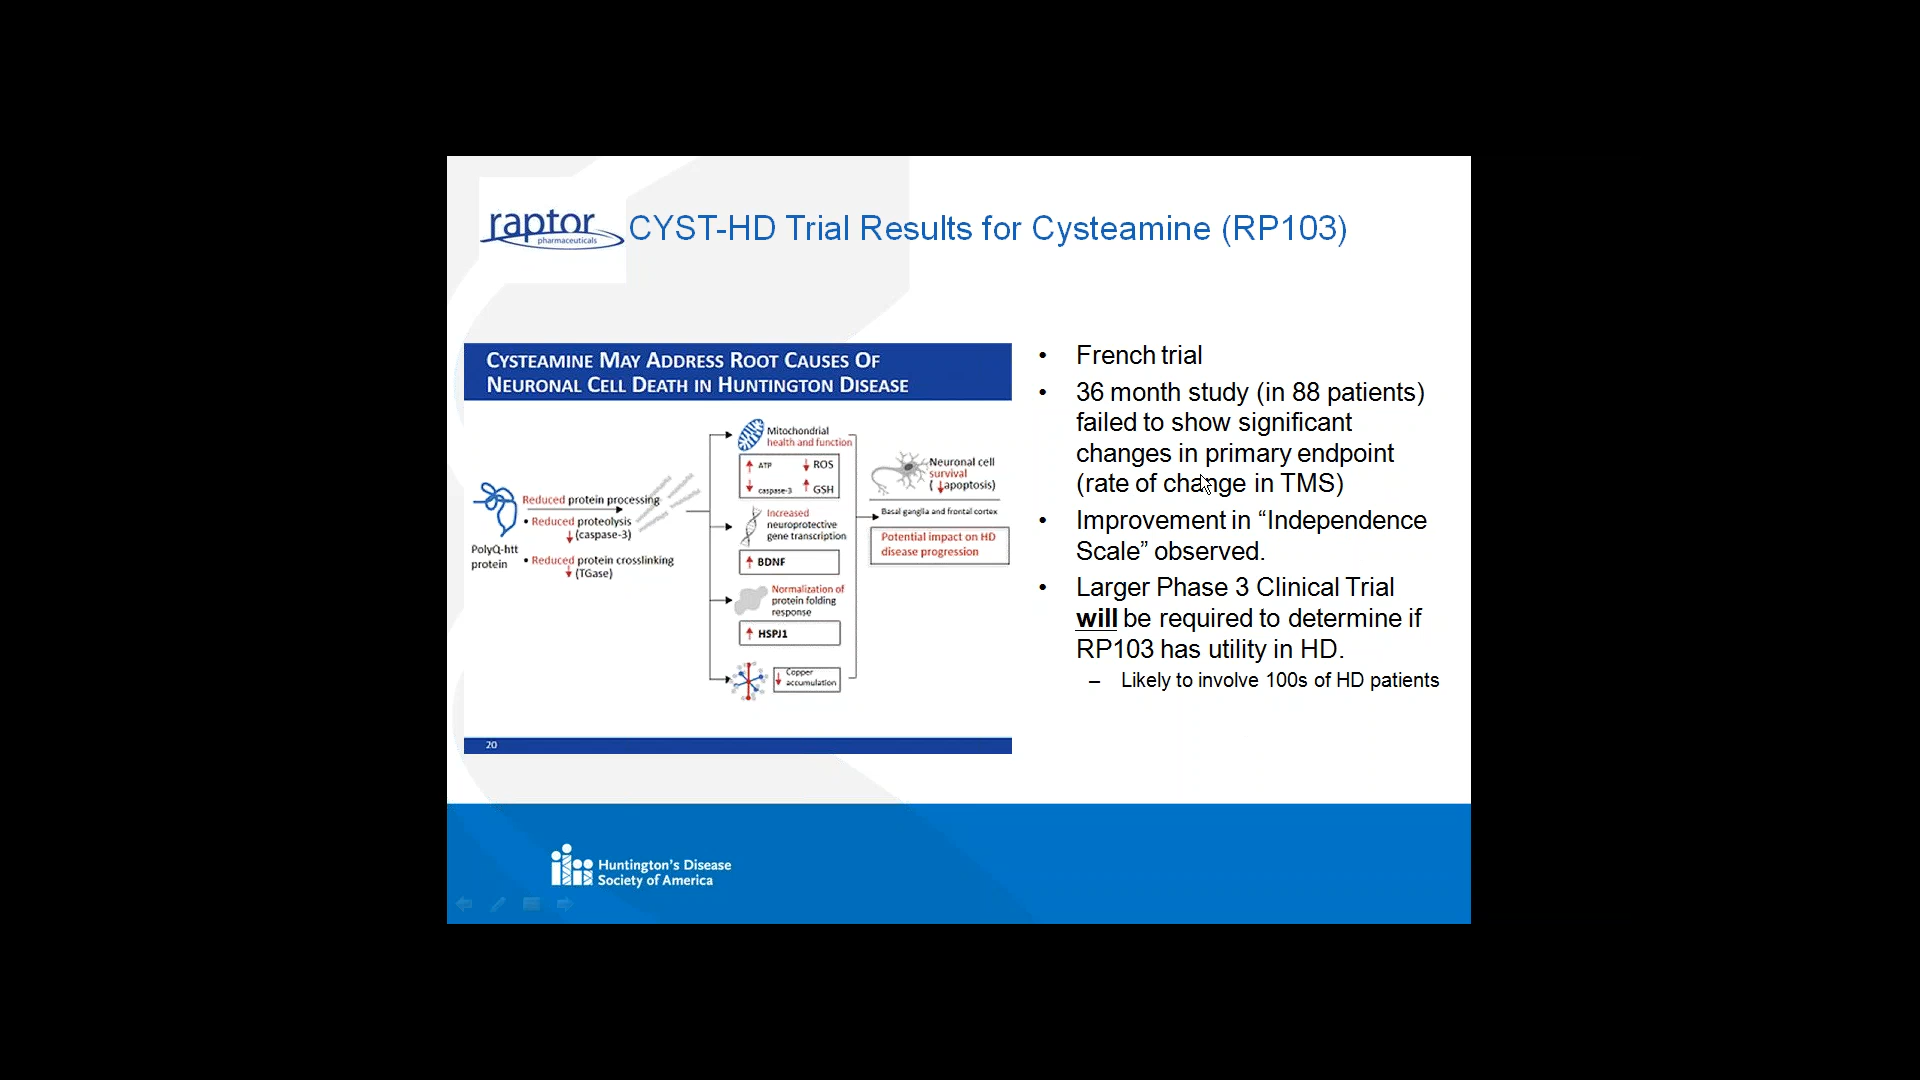 raptor
pharmaceuticals
CYST-HD Trial Results for Cysteamine (RP103)
CYSTEAMINE MAY ADDRESS ROOT CAUSES OF
NEURONAL CELL DEATH IN HUNTINGTON DISEASE
PolyQ-htt
protein
Reduced protein processing
• Reduced proteolysis
(caspase-3)
• Reduced protein crosslinking
(TGase)
Mitochondrial
health and function
ATP ROS
caspase-3 GSH
Increased
neuroprotective
gene transcription
BDNF
Normalization of
protein folding
response
HSPJ1
Copper
accumulation
Neuronal cell
survival
( apoptosis)
Basal ganglia and frontal cortex
Potential impact on HD
disease progression
20
• French trial
• 36 month study (in 88 patients)
failed to show significant
changes in primary endpoint
(rate of change in TMS)
• Improvement in “Independence
Scale” observed.
• Larger Phase 3 Clinical Trial
will be required to determine if
RP103 has utility in HD.
– Likely to involve 100s of HD patients
Huntington's Disease
Society of America